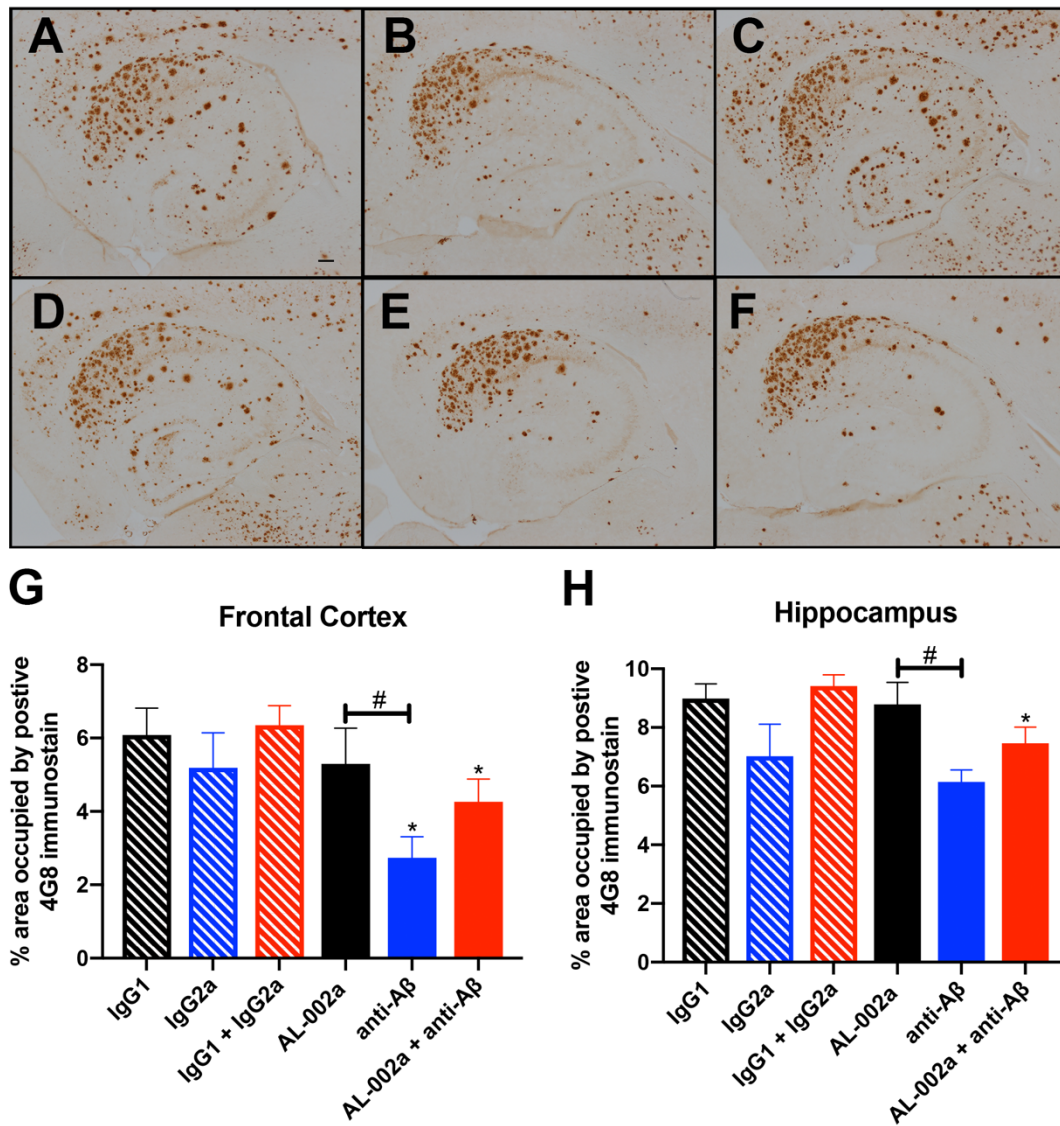 A
B
C
D
E
F
G
Frontal Cortex
% area occupied by postive
4G8 immunostain
8
6
4
2
0
#
*
*
IgG1
IgG2a
IgG1 + IgG2a
AL-002a
anti-Aβ
AL-002a + anti-Aβ
H
Hippocampus
% area occupied by postive
4G8 immunostain
10
8
6
4
2
0
#
*
IgG1
IgG2a
IgG1 + IgG2a
AL-002a
anti-Aβ
AL-002a + anti-Aβ